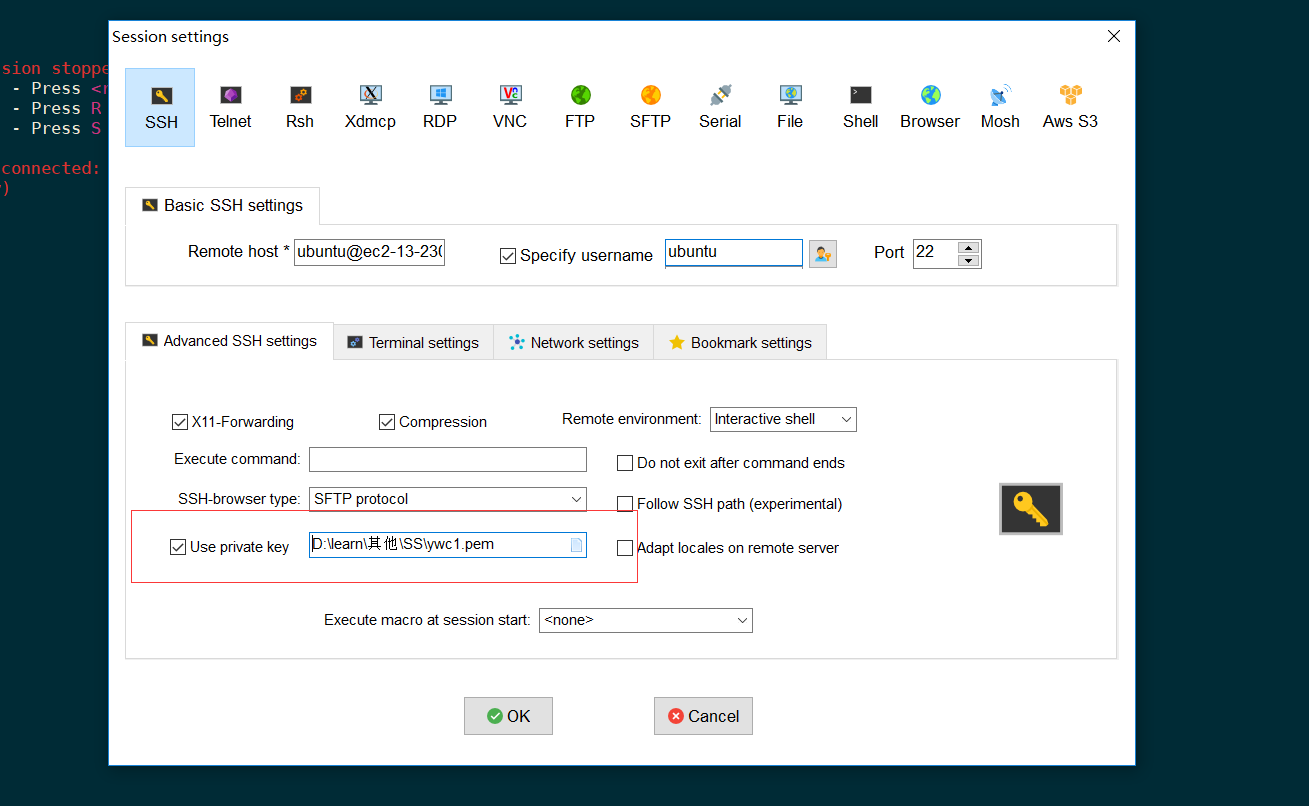 Session settings
sion stoppe
- Press <r
- Press R
- Press S
connected:
)
SSH Telnet Rsh Xdmcp RDP VNC FTP SFTP Serial File Shell Browser Mosh Aws S3
Basic SSH settings
Remote host * ubuntu@ec2-13-230 Specify username ubuntu Port 22
Advanced SSH settings Terminal settings Network settings Bookmark settings
X11-Forwarding Compression Remote environment: Interactive shell
Execute command: Do not exit after command ends
SSH-browser type: SFTP protocol Follow SSH path (experimental)
Use private key D:\learn\其他\SS\ywc1.pem Adapt locales on remote server
Execute macro at session start: <none>
OK Cancel